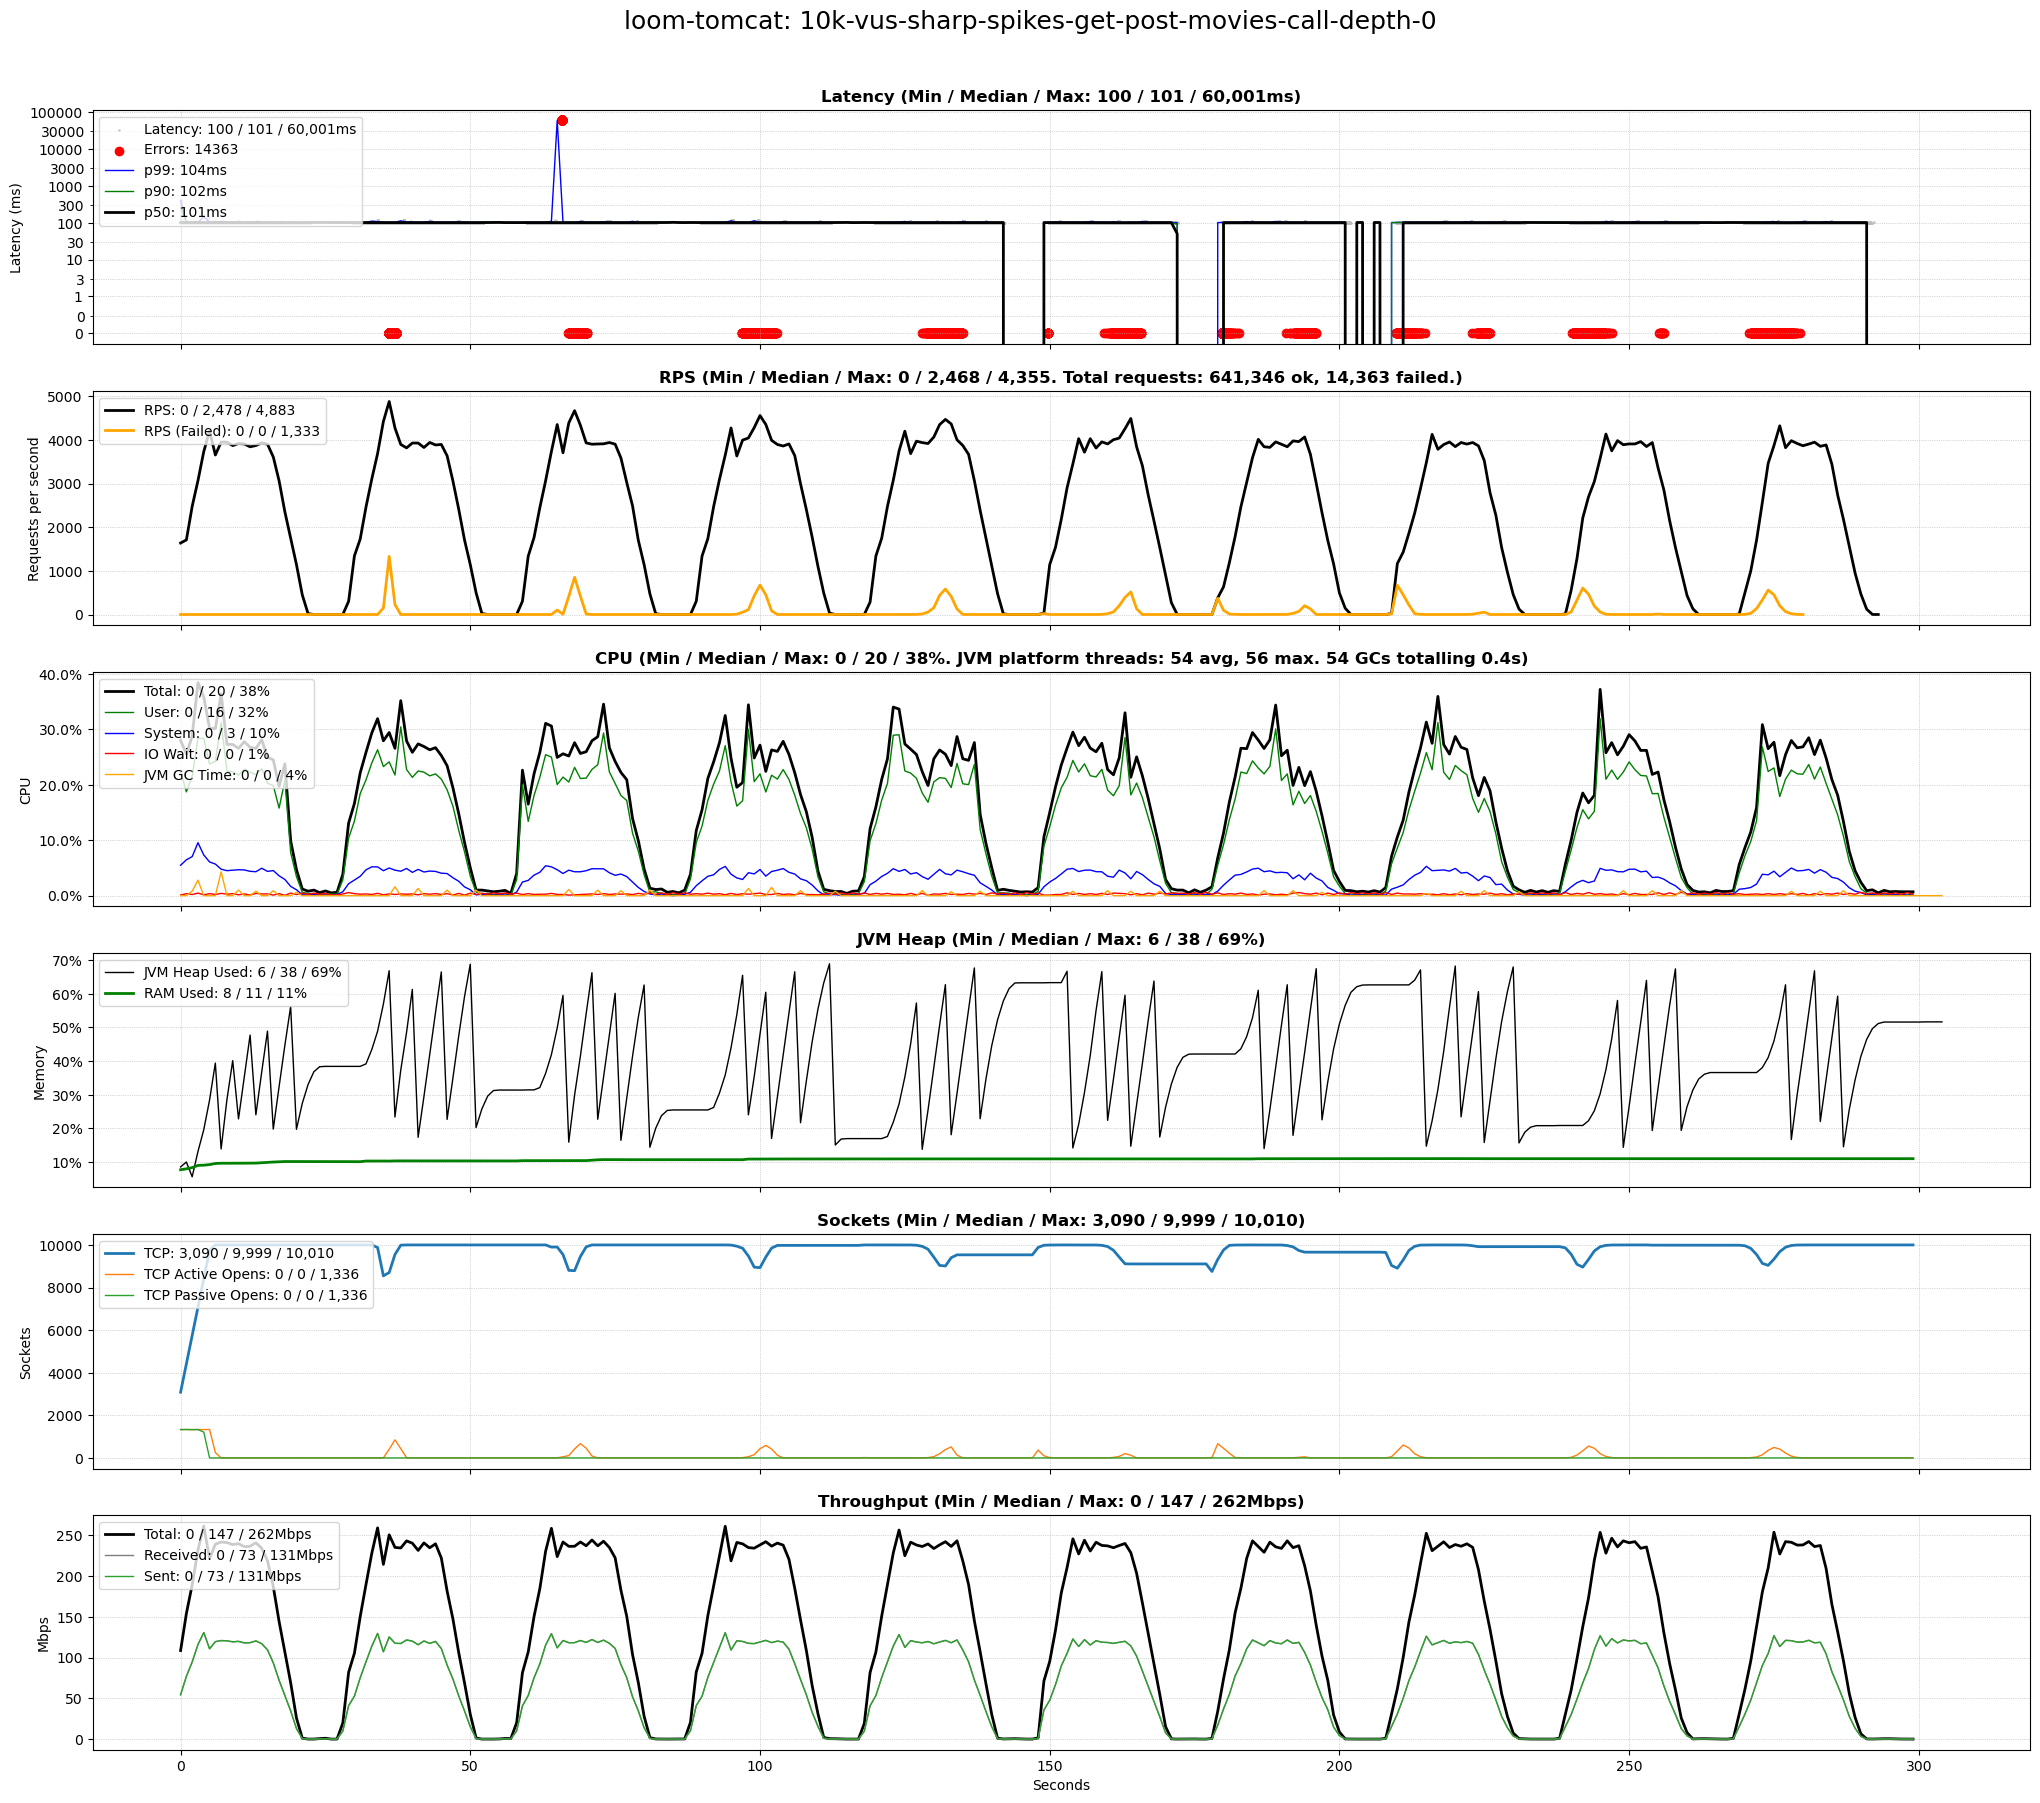 loom-tomcat: 10k-vus-sharp-spikes-get-post-movies-call-depth-0
Latency (Min / Median / Max: 100 / 101 / 60,001ms)
Latency (ms)
100000
30000
10000
3000
1000
300
100
30
10
3
1
0
0
Latency: 100 / 101 / 60,001ms
Errors: 14363
p99: 104ms
p90: 102ms
p50: 101ms
RPS (Min / Median / Max: 0 / 2,468 / 4,355. Total requests: 641,346 ok, 14,363 failed.)
Requests per second
5000
4000
3000
2000
1000
0
RPS: 0 / 2,478 / 4,883
RPS (Failed): 0 / 0 / 1,333
CPU (Min / Median / Max: 0 / 20 / 38%. JVM platform threads: 54 avg, 56 max. 54 GCs totalling 0.4s)
CPU
40.0%
30.0%
20.0%
10.0%
0.0%
Total: 0 / 20 / 38%
User: 0 / 16 / 32%
System: 0 / 3 / 10%
IO Wait: 0 / 0 / 1%
JVM GC Time: 0 / 0 / 4%
JVM Heap (Min / Median / Max: 6 / 38 / 69%)
Memory
70%
60%
50%
40%
30%
20%
10%
JVM Heap Used: 6 / 38 / 69%
RAM Used: 8 / 11 / 11%
Sockets (Min / Median / Max: 3,090 / 9,999 / 10,010)
Sockets
10000
8000
6000
4000
2000
0
TCP: 3,090 / 9,999 / 10,010
TCP Active Opens: 0 / 0 / 1,336
TCP Passive Opens: 0 / 0 / 1,336
Throughput (Min / Median / Max: 0 / 147 / 262Mbps)
Mbps
250
200
150
100
50
0
Total: 0 / 147 / 262Mbps
Received: 0 / 73 / 131Mbps
Sent: 0 / 73 / 131Mbps
0 50 100 150 200 250 300
Seconds